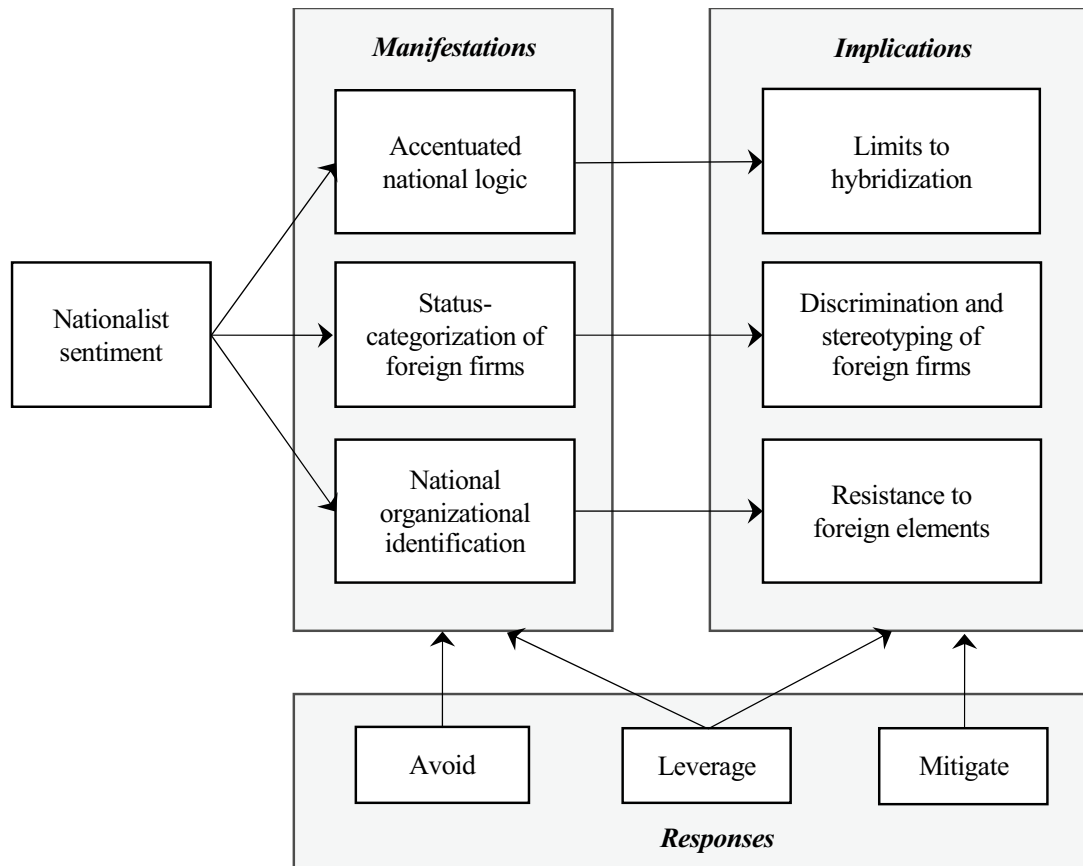 Manifestations
Implications
Accentuated
national logic
Limits to
hybridization
Nationalist
sentiment
Status-
categorization of
foreign firms
Discrimination and
stereotyping of
foreign firms
National
organizational
identification
Resistance to
foreign elements
Avoid
Leverage
Mitigate
Responses